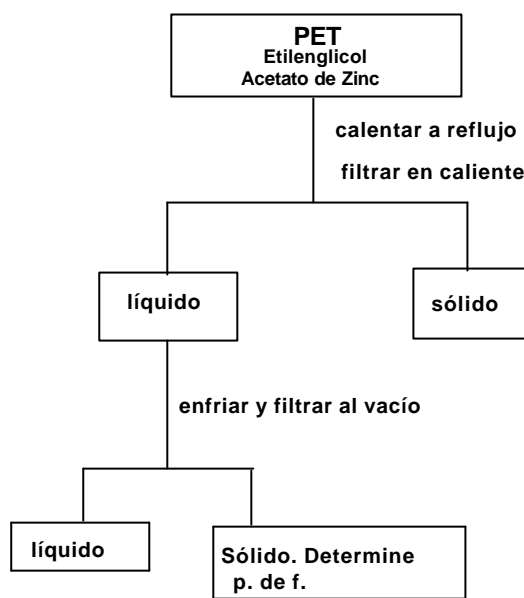 PET
Etilenglicol
Acetato de Zinc
calentar a reflujo
filtrar en caliente
líquido
sólido
enfriar y filtrar al vacío
líquido
Sólido. Determine
p. de f.